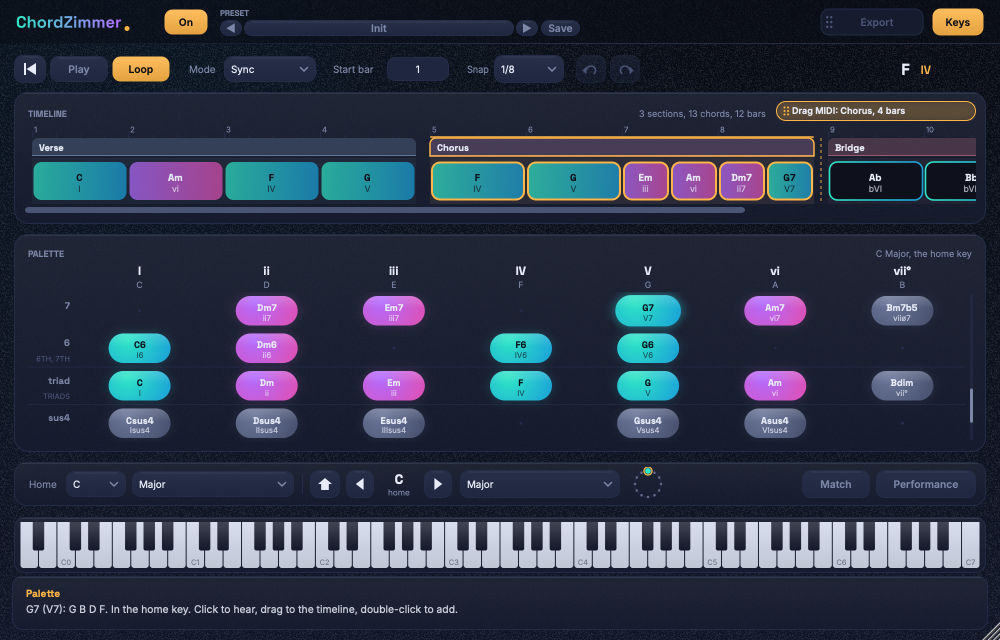 ChordZimmer.
On
PRESET
Init
Save
Export
Keys
Play
Loop
Mode
Sync
Start bar
1
Snap
1/8
F IV
TIMELINE
3 sections, 13 chords, 12 bars
Drag MIDI: Chorus, 4 bars
1 2 3 4 5 6 7 8 9 10
Verse
Chorus
Bridge
C Am F G F G Em Am Dm7 G7 Ab Bb
I vi IV V IV V iii vi ii7 V7 bVI bVI
PALETTE
C Major, the home key
I ii iii IV V vi vii°
C D E F G A B
7
Dm7 Em7 G7 Am7 Bm7b5
ii7 iii7 V7 vi7 viiø7
6
C6 Dm6 F6 G6
I6 ii6 IV6 V6
6TH, 7TH
triad
C Dm Em F G Am Bdim
I ii iii IV V vi vii°
TRIADS
sus4
Csus4 Dsus4 Esus4 Gsus4 Asus4
Isus4 IIsus4 IIIsus4 Vsus4 VIsus4
Home
C
Major
C
home
Major
Match
Performance
C0 C1 C2 C3 C4 C5 C6 C7
Palette
G7 (V7): G B D F. In the home key. Click to hear, drag to the timeline, double-click to add.